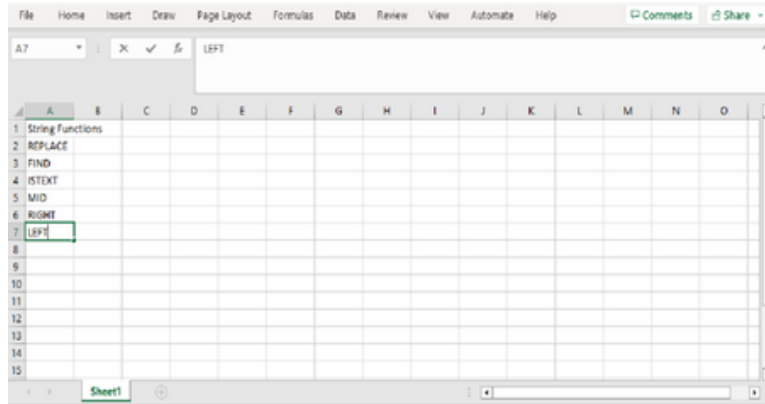 File Home Insert Draw Page Layout Formulas Data Review View Automate Help Comments Share
A7 fx LEFT
A B C D E F G H I J K L M N O
1 String Functions
2 REPLACE
3 FIND
4 ISTEXT
5 MID
6 RIGHT
7 LEFT
8
9
10
11
12
13
14
15
Sheet1